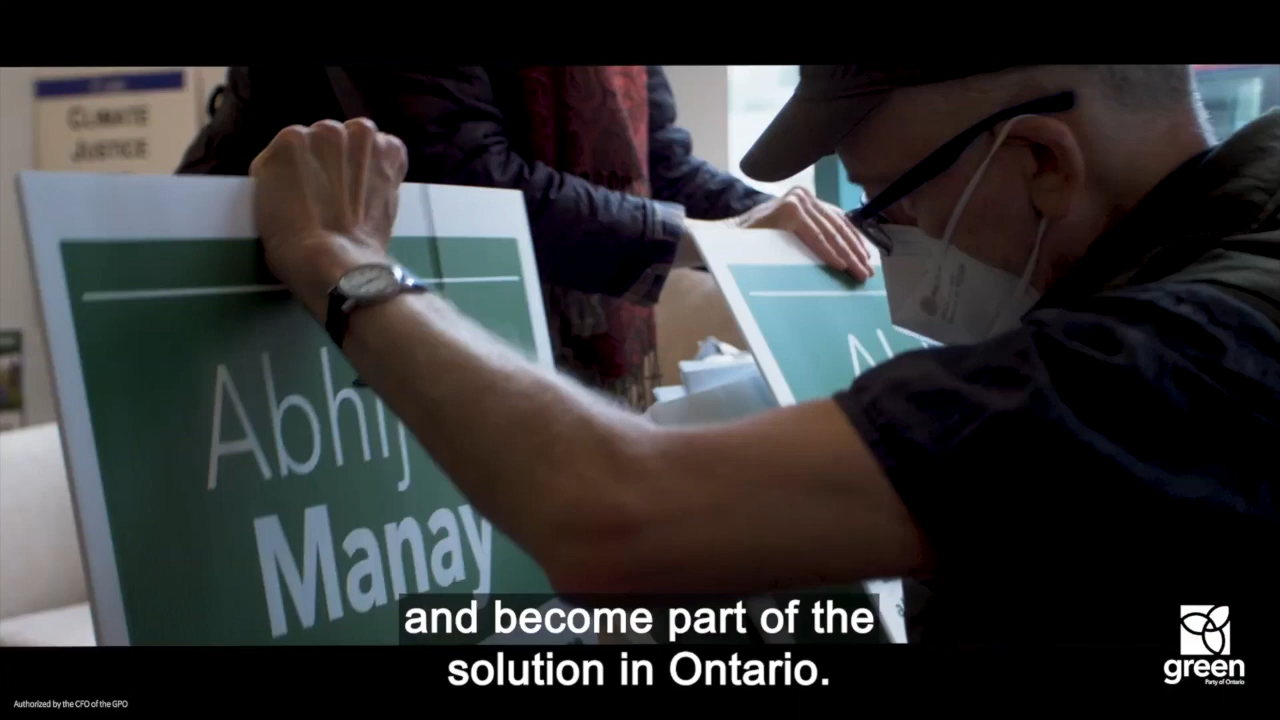 CLIMATE
JUSTICE
Abhij
Manay
and become part of the
solution in Ontario.
green
Party of Ontario
Authorized by the CFO of the GPO